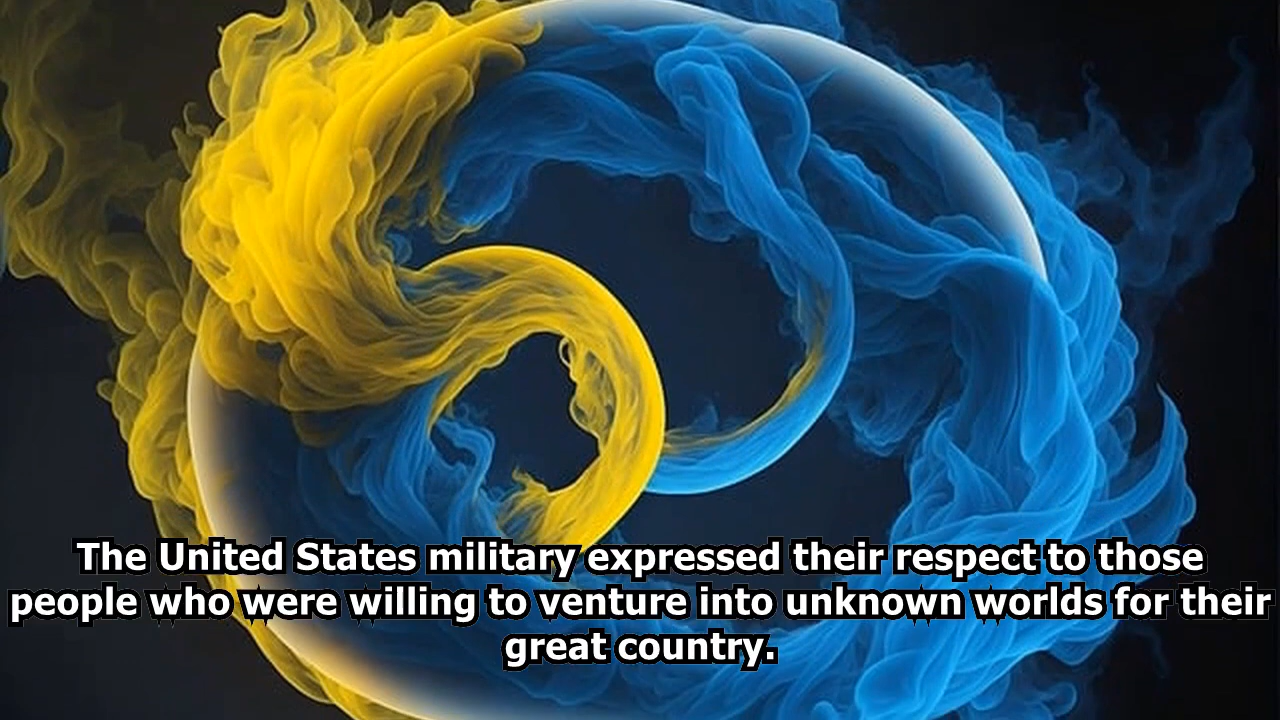 The United States military expressed their respect to those
people who were willing to venture into unknown worlds for their
great country.